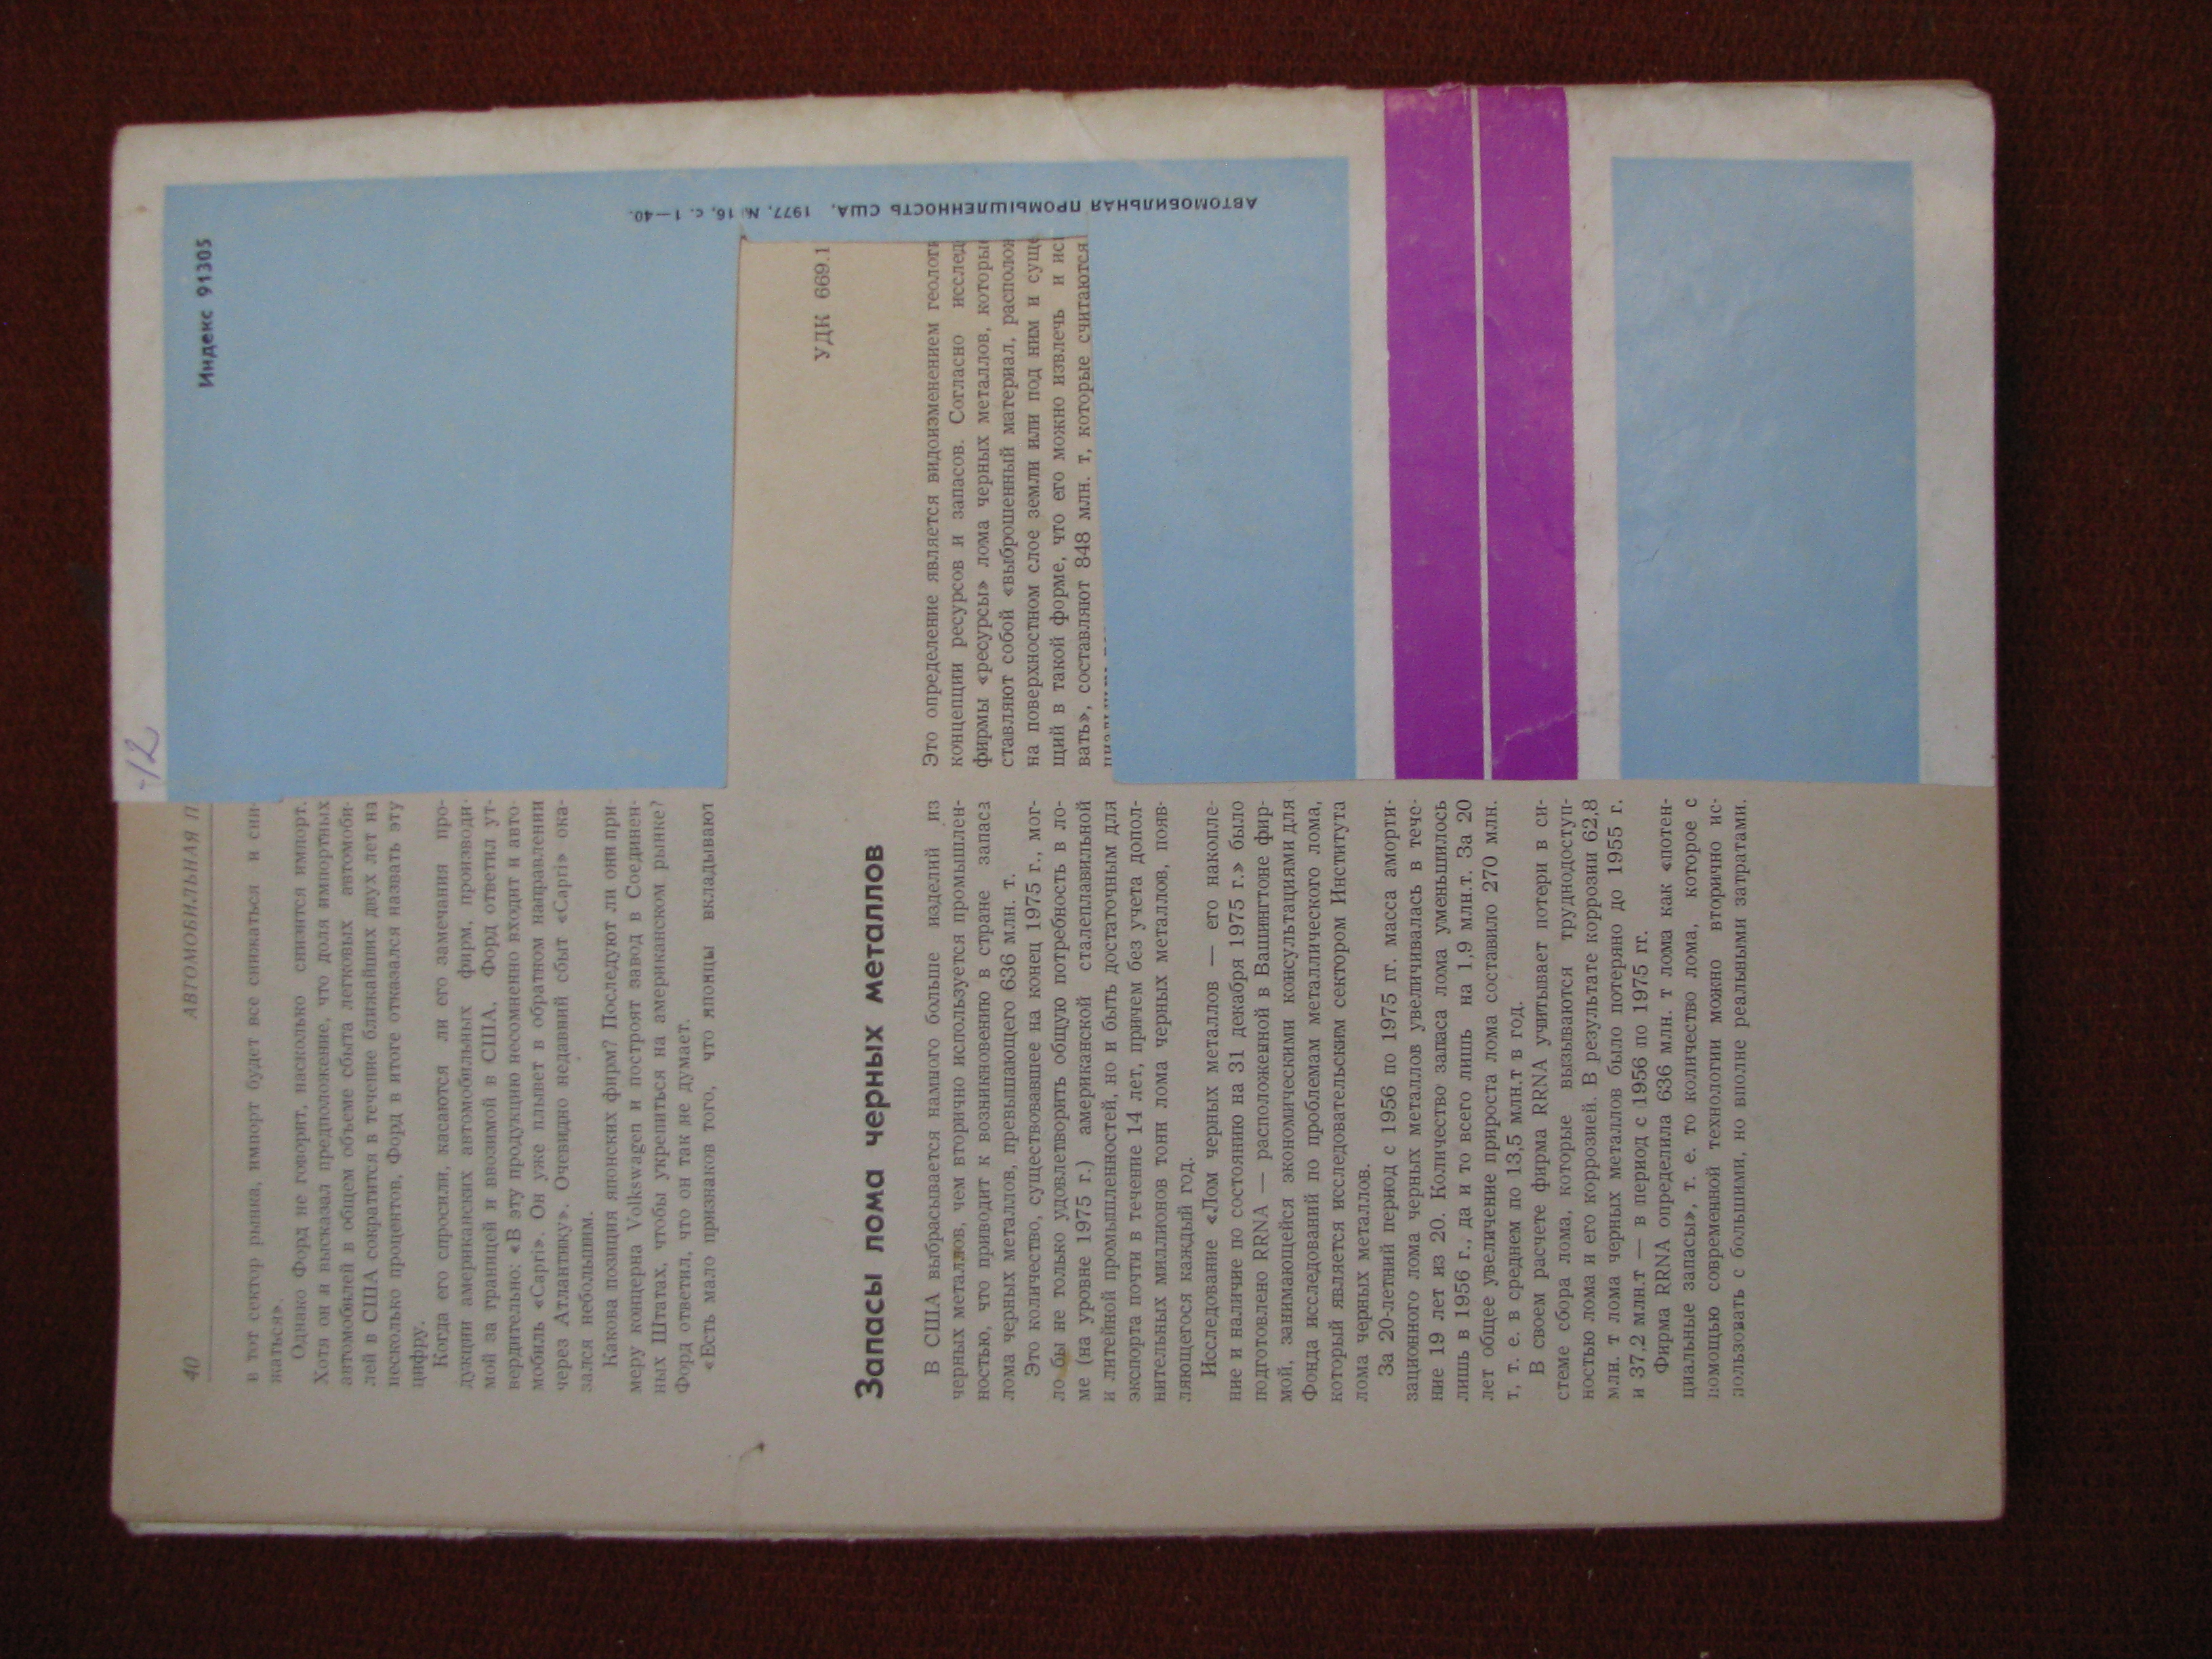 40
АВТОМОБИЛЬНАЯ П
в тот сектор рынка, импорт будет все снижаться и сни-
жаться».
Однако Форд не говорит, насколько снизится импорт.
Хотя он и высказал предположение, что доля импортных
автомобилей в общем объеме сбыта легковых автомоби-
лей в США сократится в течение ближайших двух лет на
несколько процентов, Форд в итоге отказался назвать эту
цифру.
Когда его спросили, касаются ли его замечания про-
дукции американских автомобильных фирм, производи-
мой за границей и ввозимой в США, Форд ответил ут-
вердительно: «В эту продукцию несомненно входит и авто-
мобиль «Capri». Он уже плывет в обратном направлении
через Атлантику». Очевидно недавний сбыт «Capri» ока-
зался небольшим.
Какова позиция японских фирм? Последуют ли они при-
меру концерна Volkswagen и построят завод в Соединен-
ных Штатах, чтобы укрепиться на американском рынке?
Форд ответил, что он так не думает.
«Есть мало признаков того, что японцы вкладывают
Запасы лома черных металлов
УДК 669.1
В США выбрасывается намного больше изделий из
черных металлов, чем вторично используется промышлен-
ностью, что приводит к возникновению в стране запаса
лома черных металлов, превышающего 636 млн. т.
Это количество, существовавшее на конец 1975 г., мог-
ло бы не только удовлетворить общую потребность в ло-
ме (на уровне 1975 г.) американской сталеплавильной
и литейной промышленностей, но и быть достаточным для
экспорта почти в течение 14 лет, причем без учета допол-
нительных миллионов тонн лома черных металлов, появ-
ляющегося каждый год.
Исследование «Лом черных металлов — его накопле-
ние и наличие по состоянию на 31 декабря 1975 г.» было
подготовлено RRNA — расположенной в Вашингтоне фир-
мой, занимающейся экономическими консультациями для
Фонда исследований по проблемам металлического лома,
который является исследовательским сектором Института
лома черных металлов.
За 20-летний период с 1956 по 1975 гг. масса аморти-
зационного лома черных металлов увеличивалась в тече-
ние 19 лет из 20. Количество запаса лома уменьшилось
лишь в 1956 г., да и то всего лишь на 1,9 млн.т. За 20
лет общее увеличение прироста лома составило 270 млн.
т, т. е. в среднем по 13,5 млн.т в год.
В своем расчете фирма RRNA учитывает потери в си-
стеме сбора лома, которые вызываются труднодоступ-
ностью лома и его коррозией. В результате коррозии 62,8
млн. т лома черных металлов было потеряно до 1955 г.
и 37,2 млн.т — в период с 1956 по 1975 гг.
Фирма RRNA определила 636 млн. т лома как «потен-
циальные запасы», т. е. то количество лома, которое с
помощью современной технологии можно вторично ис-
пользовать с большими, но вполне реальными затратами.
Это определение является видоизменением геологи
концепции ресурсов и запасов. Согласно исслед
фирмы «ресурсы» лома черных металлов, которые
ставляют собой «выброшенный материал, располож
на поверхностном слое земли или под ним и суще
щий в такой форме, что его можно извлечь и исп
вать», составляют 848 млн. т, которые считаются
Индекс 91305
-12
АВТОМОБИЛЬНАЯ ПРОМЫШЛЕННОСТЬ США, 1977, № 16, с. 1—40.